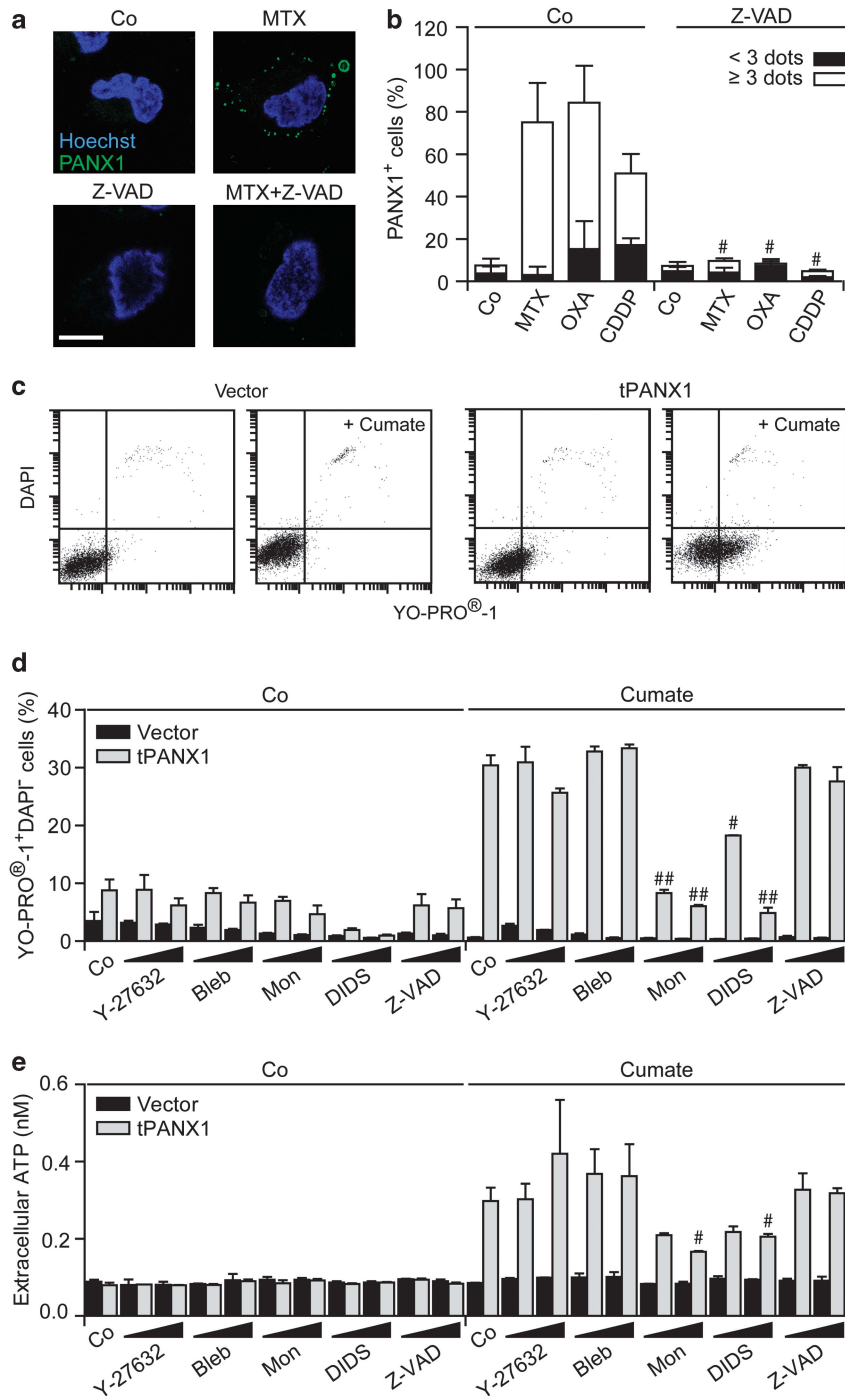 a
Co MTX
Hoechst
PANX1
Z-VAD MTX+Z-VAD
b
Co Z-VAD
< 3 dots
≥ 3 dots
PANX1+ cells (%)
120
100
80
60
40
20
0
Co MTX OXA CDDP Co MTX OXA CDDP
# # #
c
Vector tPANX1
+ Cumate + Cumate
DAPI
YO-PRO®-1
d
Co Cumate
Vector
tPANX1
YO-PRO®-1+DAPI- cells (%)
40
30
20
10
0
## ## # ##
Co Y-27632 Bleb Mon DIDS Z-VAD Co Y-27632 Bleb Mon DIDS Z-VAD
e
Co Cumate
Vector
tPANX1
Extracellular ATP (nM)
0.6
0.4
0.2
0.0
# #
Co Y-27632 Bleb Mon DIDS Z-VAD Co Y-27632 Bleb Mon DIDS Z-VAD